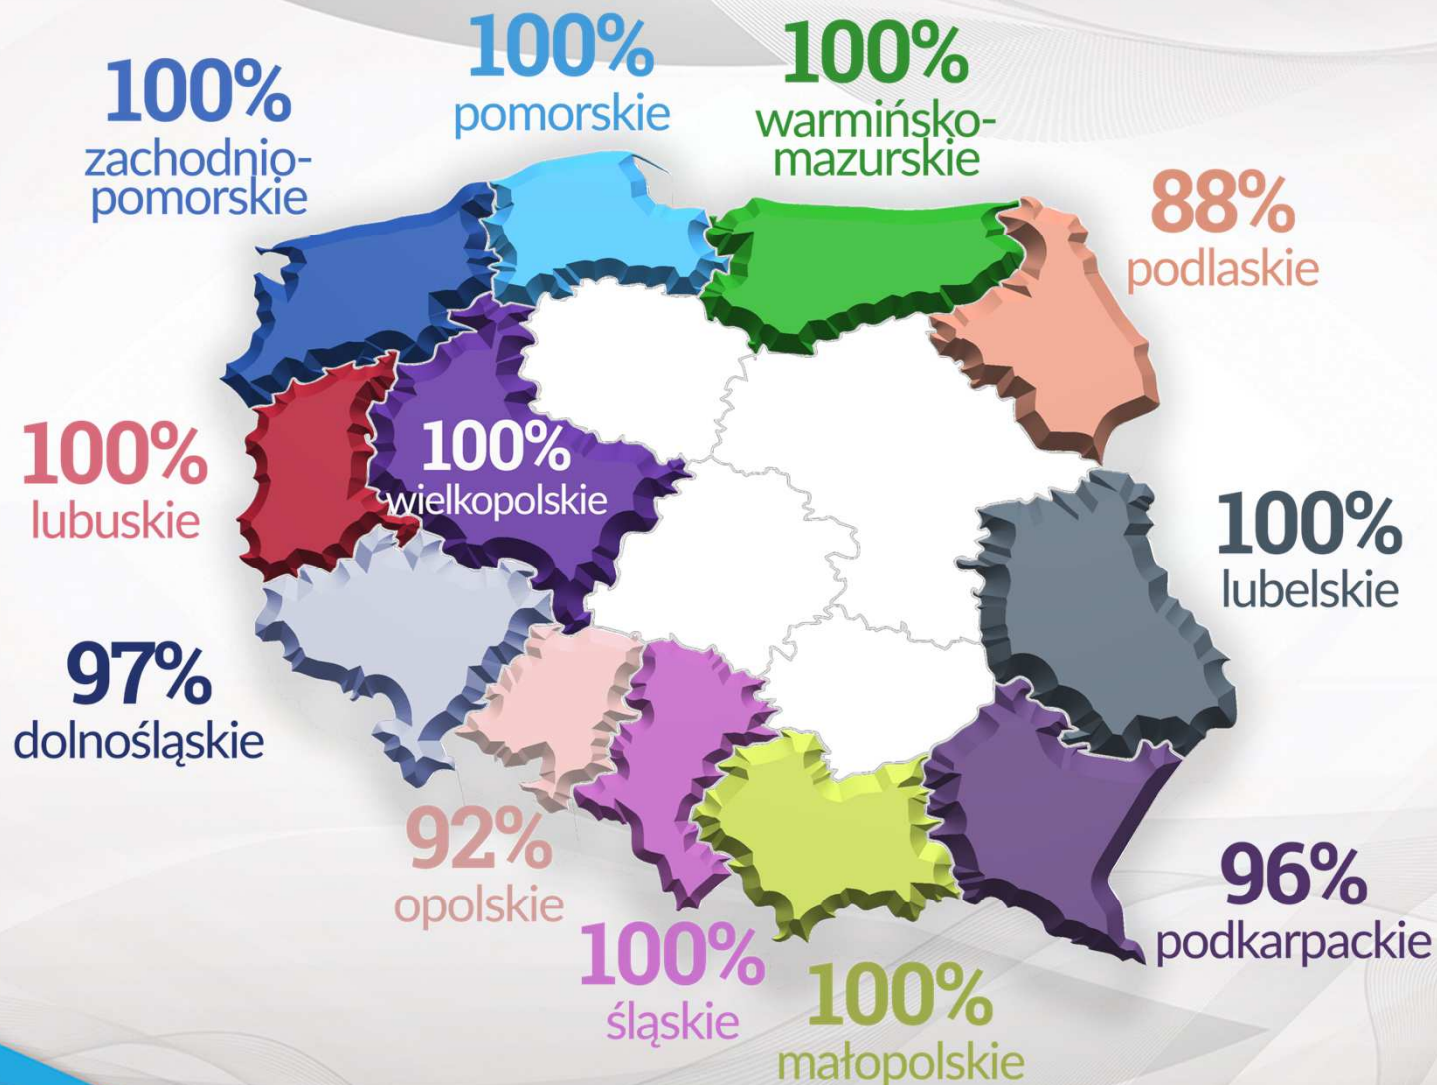 100%
pomorskie
100%
warmińsko-
mazurskie
100%
zachodnio-
pomorskie
88%
podlaskie
100%
lubuskie
100%
wielkopolskie
100%
lubelskie
97%
dolnośląskie
92%
opolskie
96%
podkarpackie
100%
śląskie
100%
małopolskie